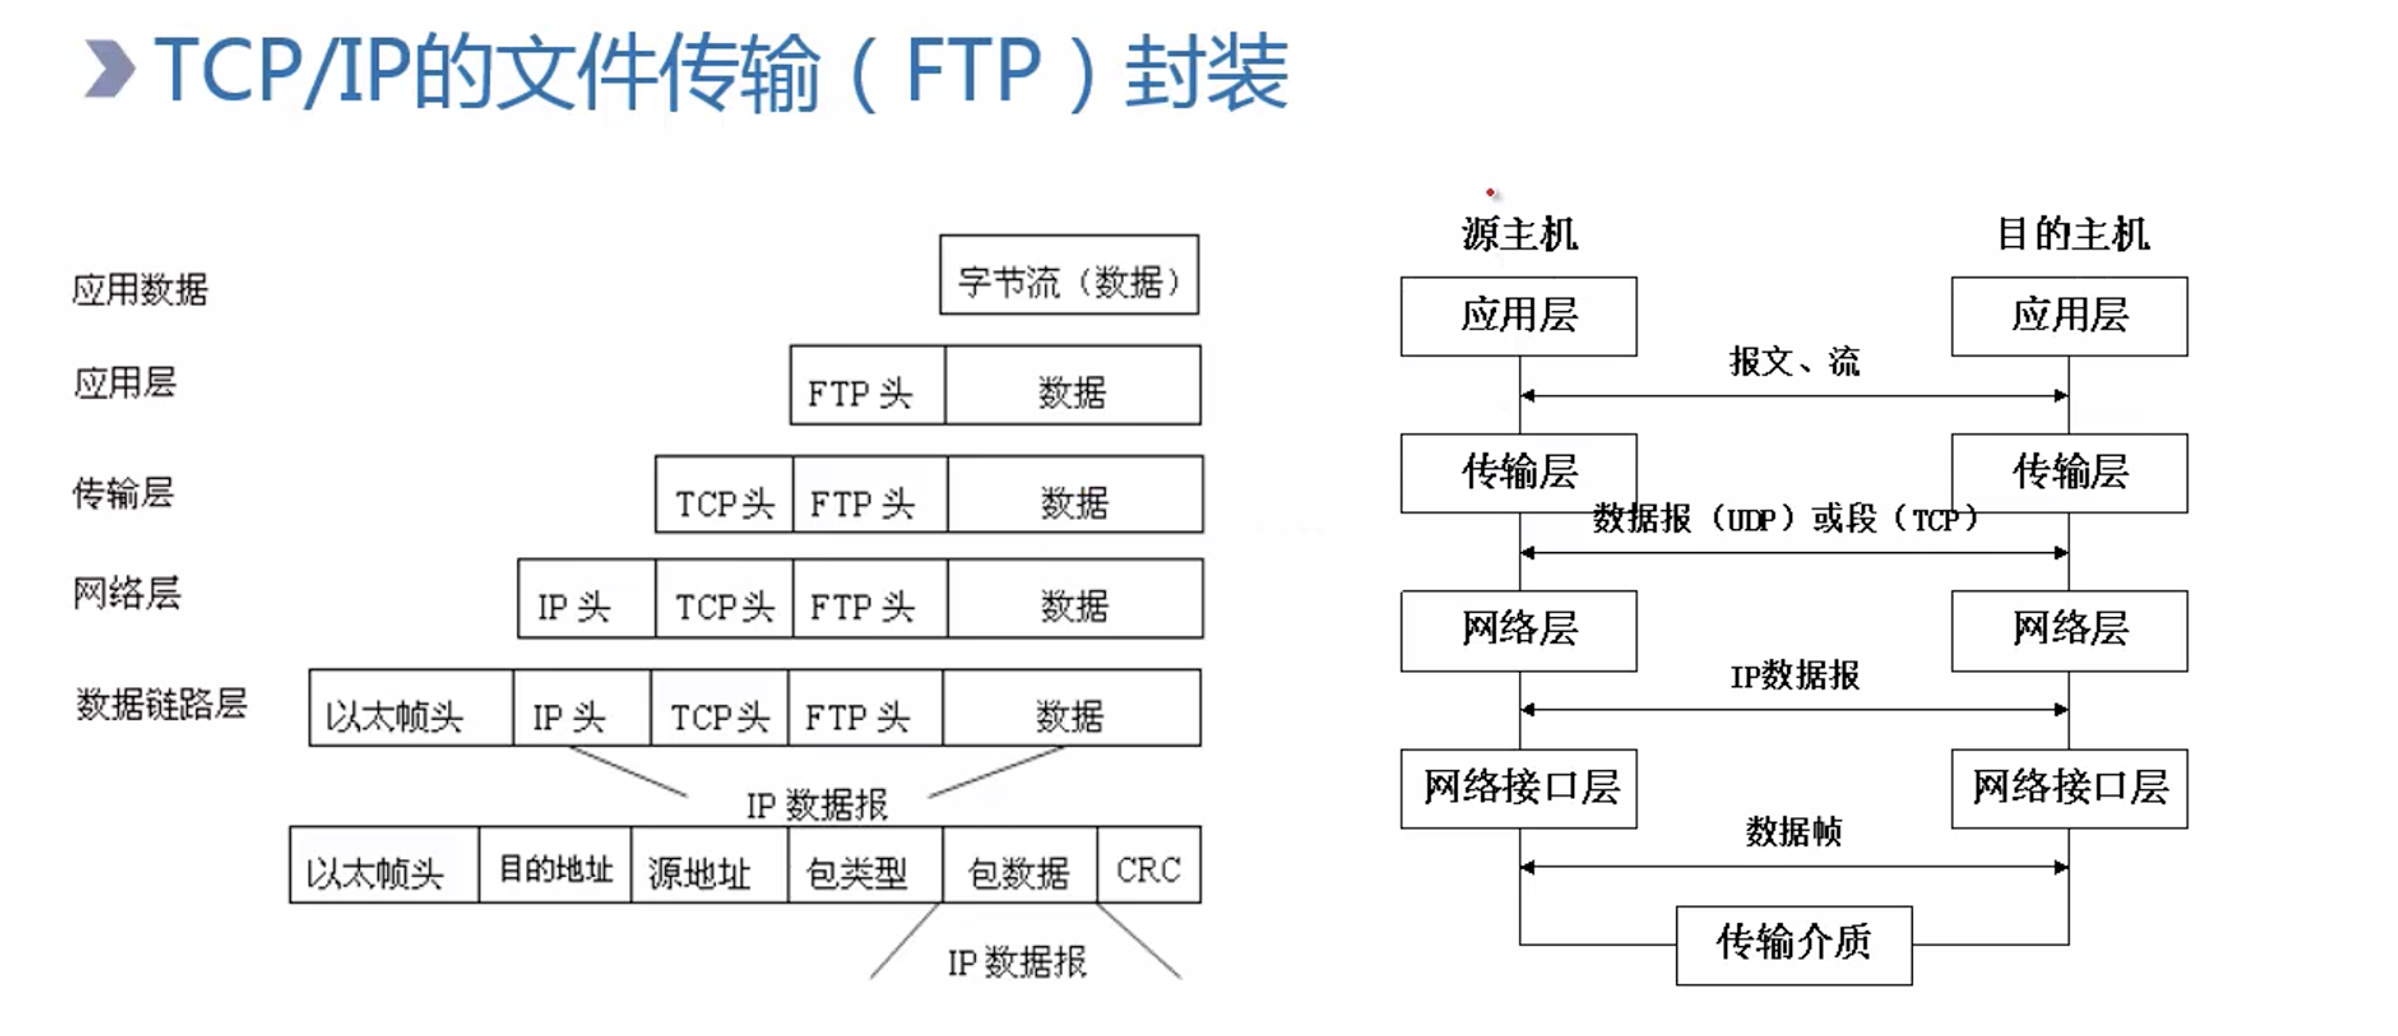 TCP/IP的文件传输（FTP）封装
应用数据
字节流（数据）
应用层
FTP 头 数据
传输层
TCP头 FTP 头 数据
网络层
IP 头 TCP头 FTP 头 数据
数据链路层
以太帧头 IP 头 TCP头 FTP 头 数据
IP 数据报
以太帧头 目的地址 源地址 包类型 包数据 CRC
IP 数据报
源主机 目的主机
应用层 应用层
报文、流
传输层 传输层
数据报（UDP）或段（TCP）
网络层 网络层
IP数据报
网络接口层 网络接口层
数据帧
传输介质